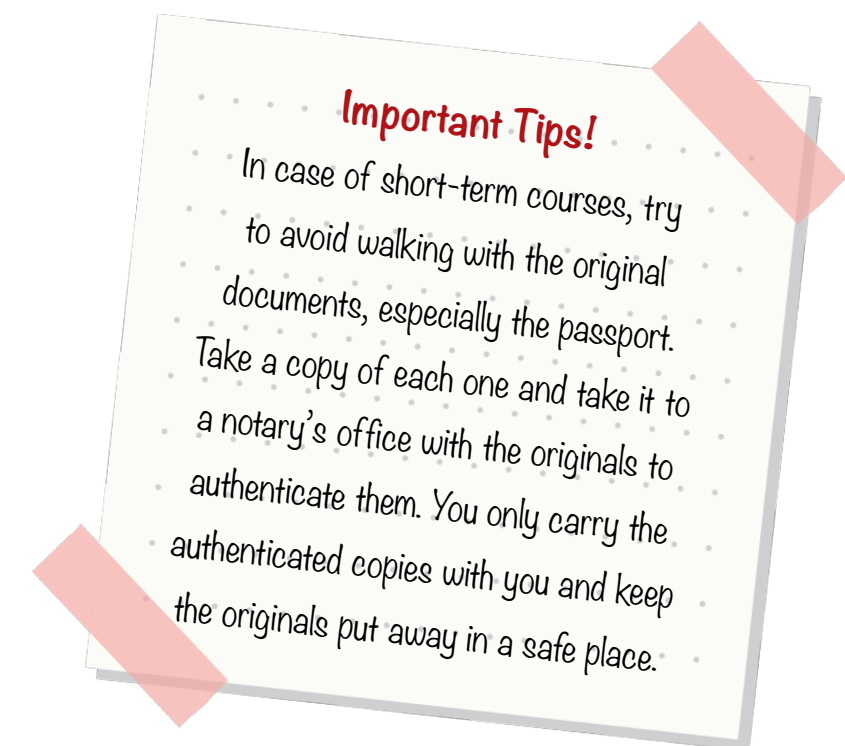 Important Tips!
In case of short-term courses, try
to avoid walking with the original
documents, especially the passport.
Take a copy of each one and take it to
a notary's office with the originals to
authenticate them. You only carry the
authenticated copies with you and keep
the originals put away in a safe place.